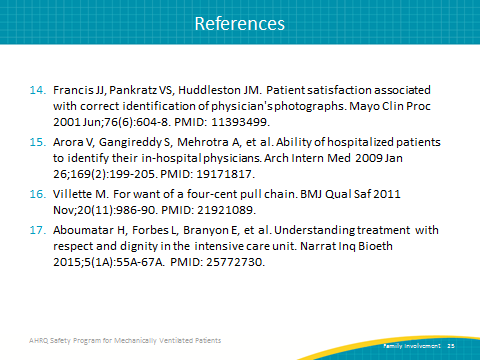 References
14. Francis JJ, Pankratz VS, Huddleston JM. Patient satisfaction associated
with correct identification of physician's photographs. Mayo Clin Proc
2001 Jun;76(6):604-8. PMID: 11393499.
15. Arora V, Gangireddy S, Mehrotra A, et al. Ability of hospitalized patients
to identify their in-hospital physicians. Arch Intern Med 2009 Jan
26;169(2):199-205. PMID: 19171817.
16. Villette M. For want of a four-cent pull chain. BMJ Qual Saf 2011
Nov;20(11):986-90. PMID: 21921089.
17. Aboumatar H, Forbes L, Branyon E, et al. Understanding treatment with
respect and dignity in the intensive care unit. Narrat Inq Bioeth
2015;5(1A):55A-67A. PMID: 25772730.
AHRQ Safety Program for Mechanically Ventilated Patients
Family Involvement 25